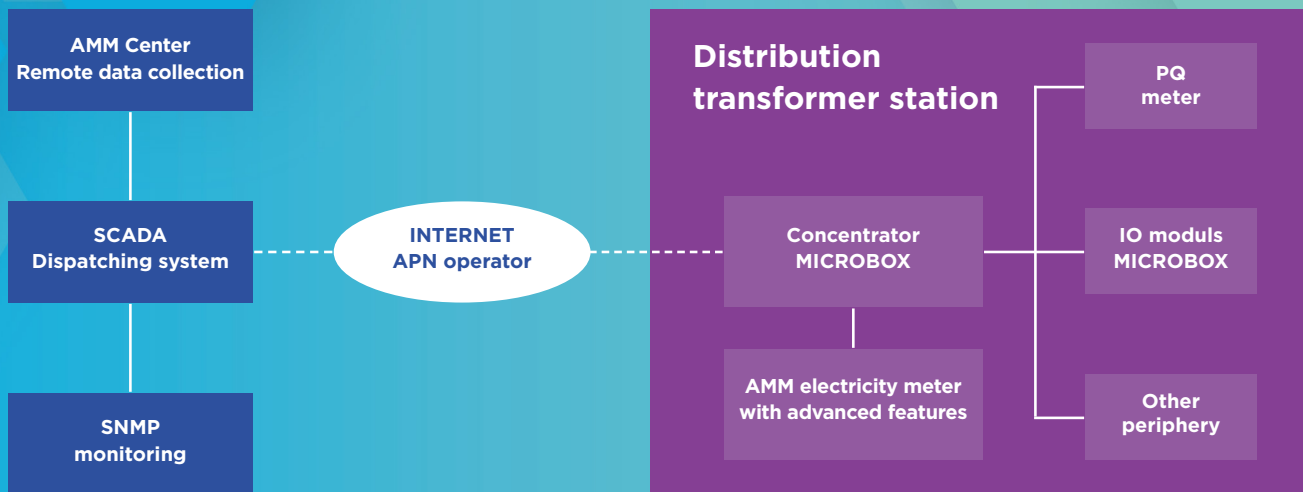 AMM Center
Remote data collection
SCADA
Dispatching system
SNMP
monitoring
INTERNET
APN operator
Distribution
transformer station
Concentrator
MICROBOX
AMM electricity meter
with advanced features
PQ
meter
IO moduls
MICROBOX
Other
periphery